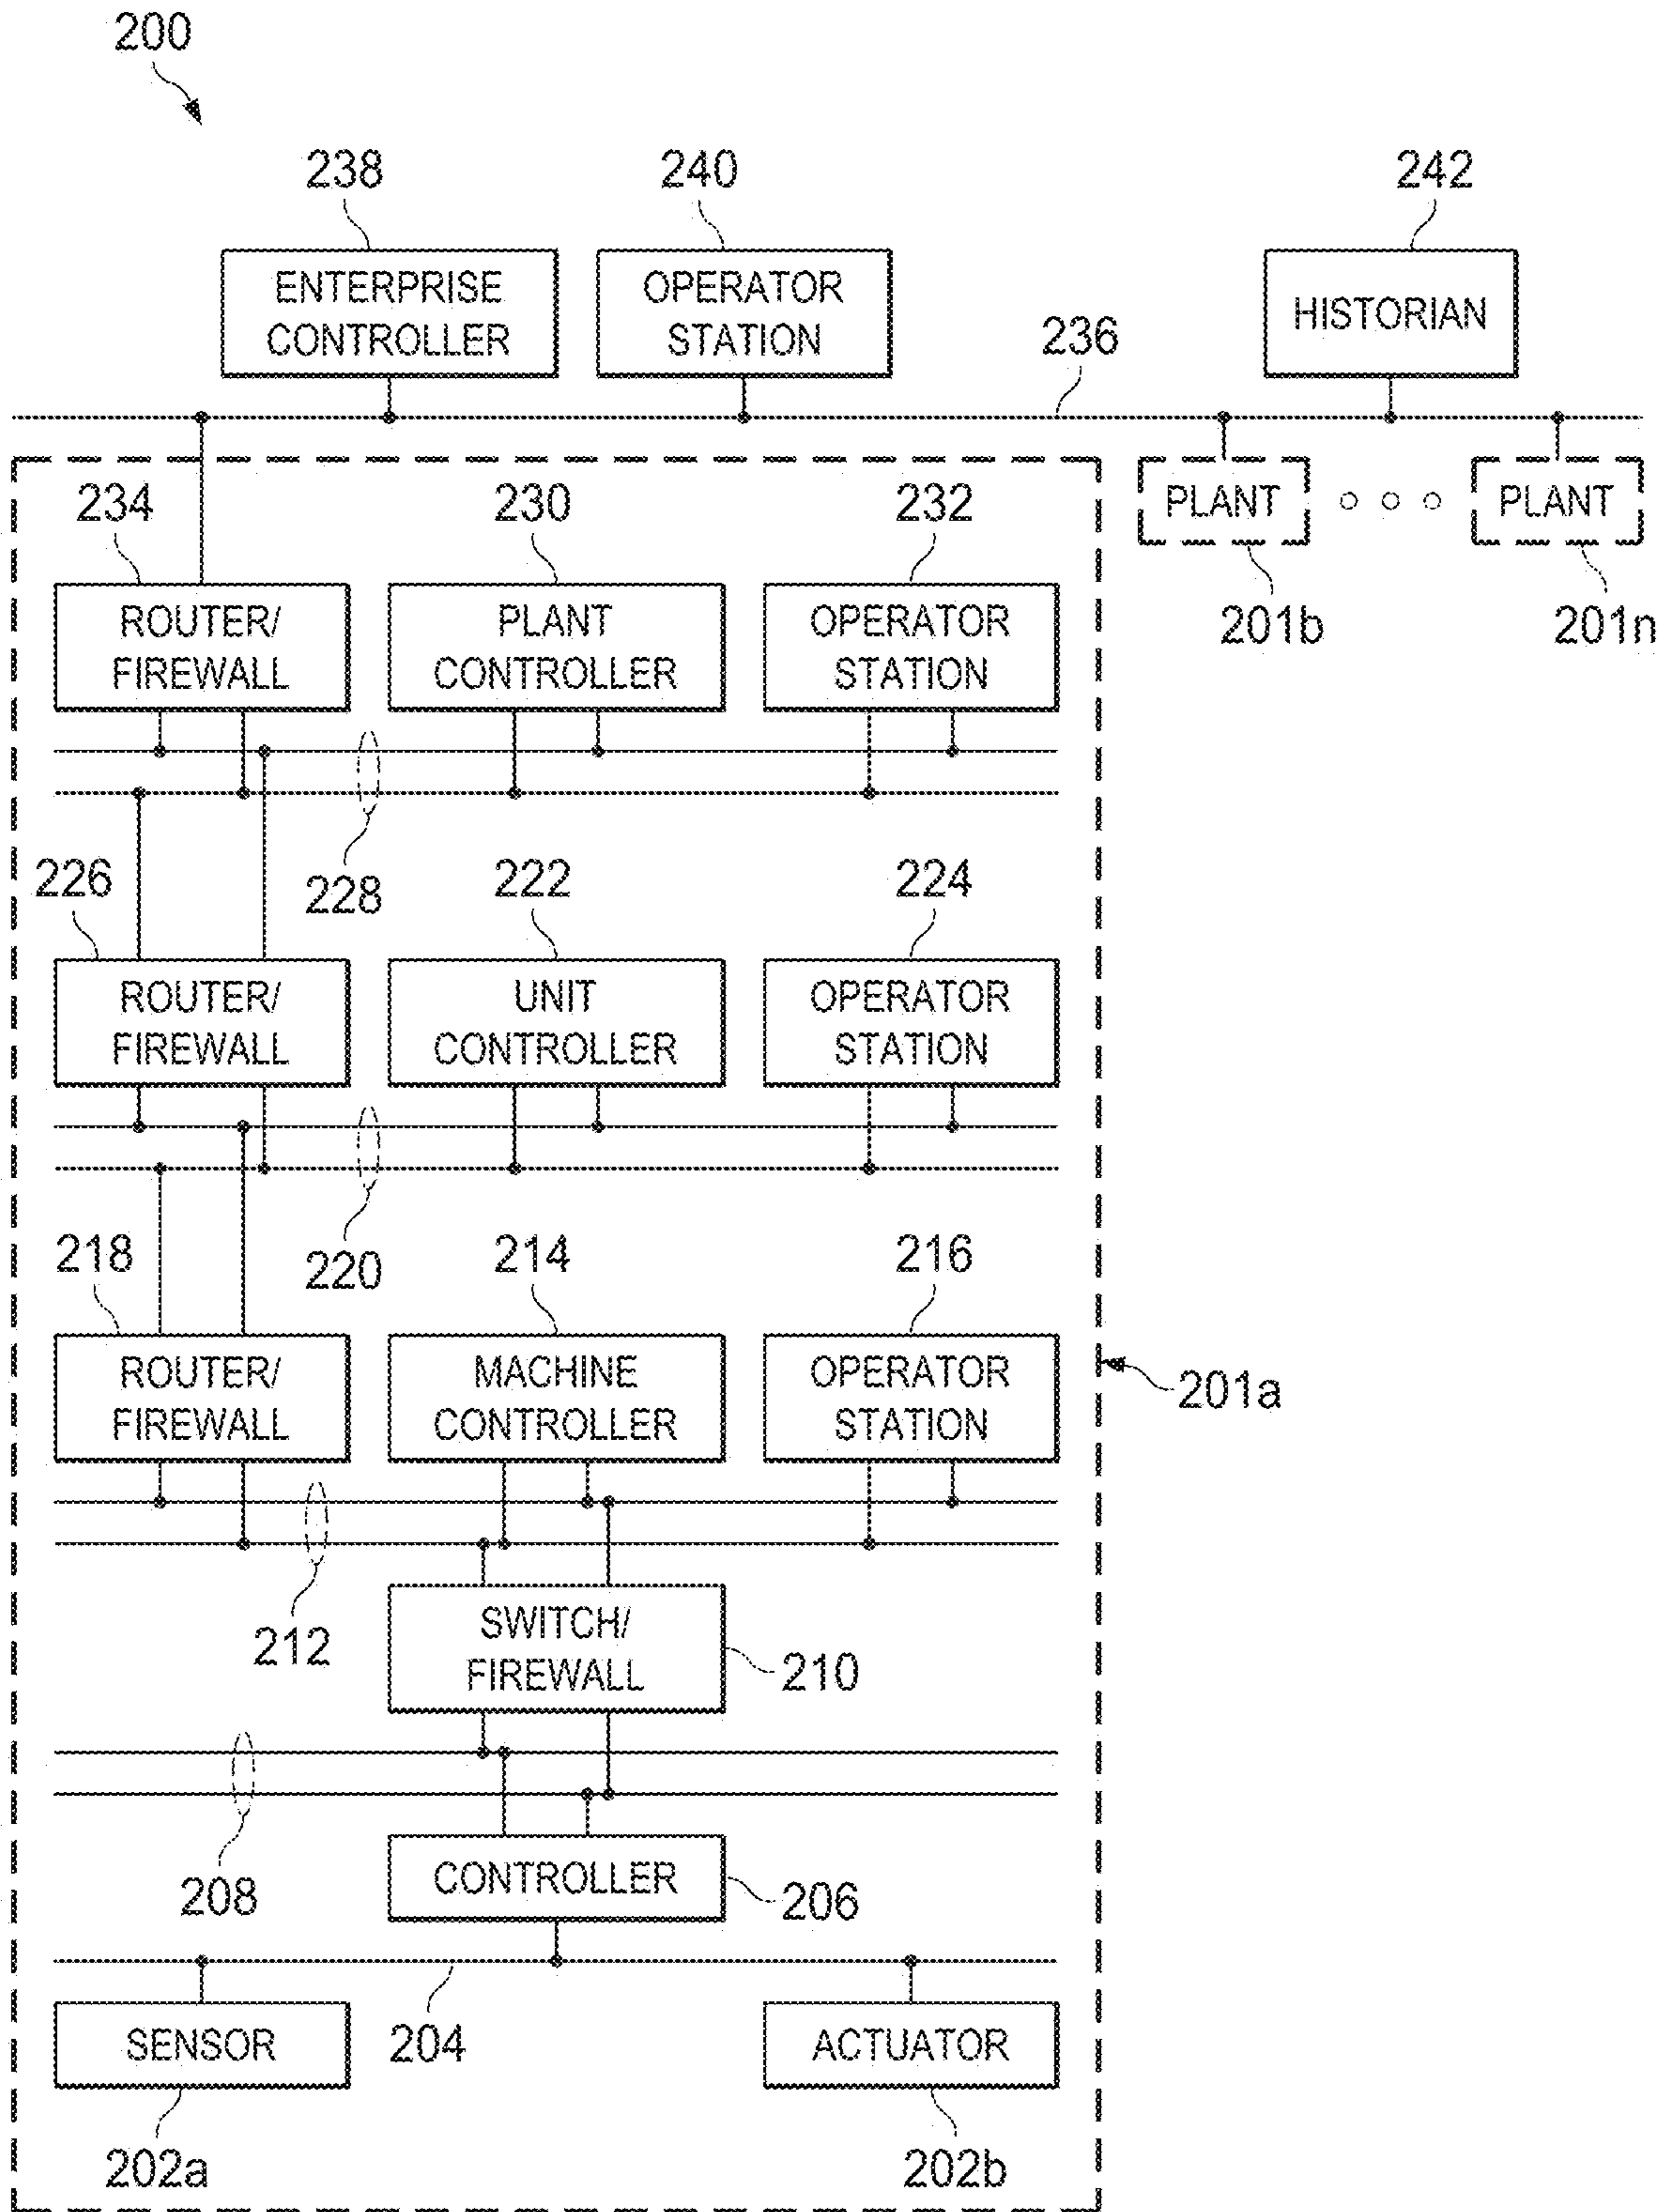 200
238
240
242
ENTERPRISE
CONTROLLER
OPERATOR
STATION
HISTORIAN
236
234
230
232
PLANT
PLANT
201b
201n
ROUTER/
FIREWALL
PLANT
CONTROLLER
OPERATOR
STATION
228
226
222
224
ROUTER/
FIREWALL
UNIT
CONTROLLER
OPERATOR
STATION
220
218
214
216
ROUTER/
FIREWALL
MACHINE
CONTROLLER
OPERATOR
STATION
201a
212
SWITCH/
FIREWALL
210
208
CONTROLLER
206
204
SENSOR
ACTUATOR
202a
202b